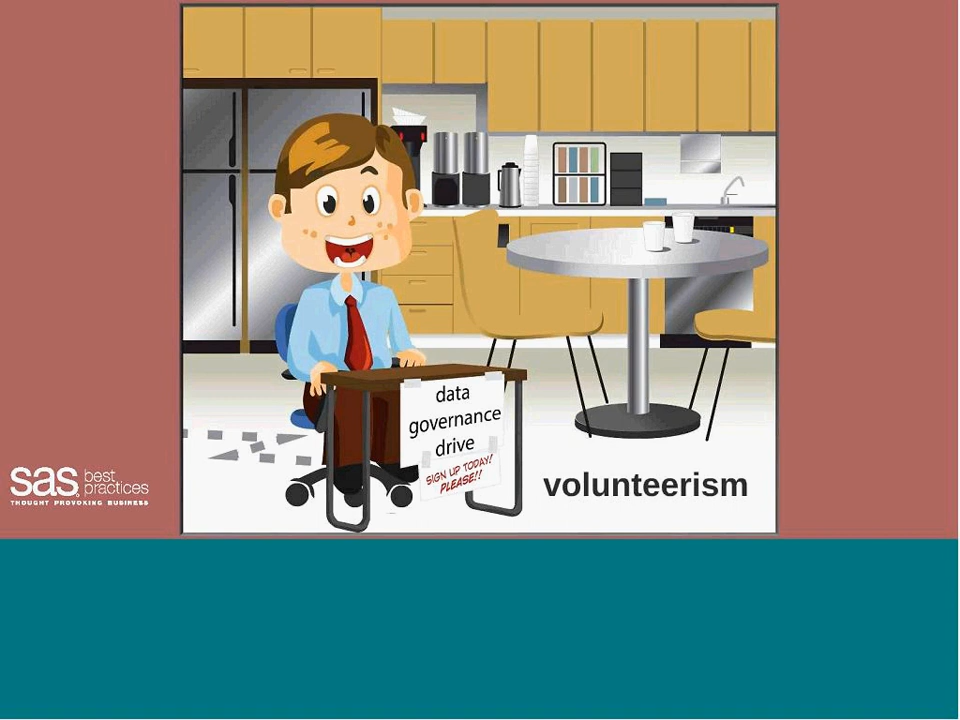 data
governance
drive
SIGN UP TODAY!
PLEASE!!
volunteerism
sas® best
practices
THOUGHT PROVOKING BUSINESS